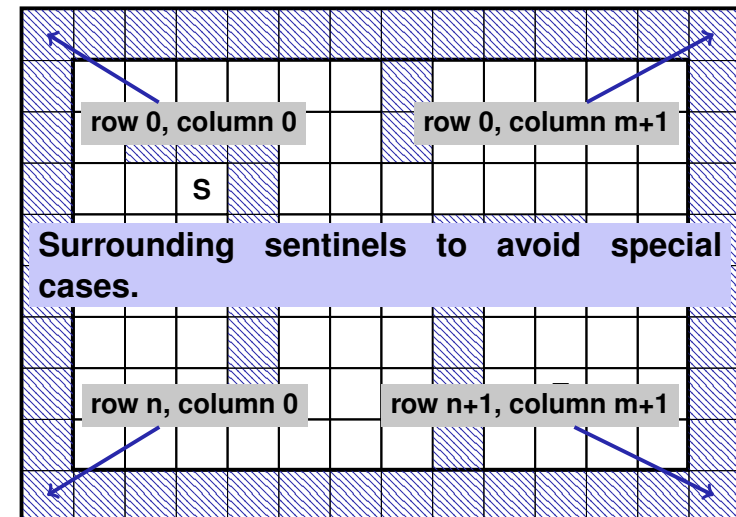 row 0, column 0
row 0, column m+1
S
Surrounding sentinels to avoid special
cases.
row n, column 0
row n+1, column m+1